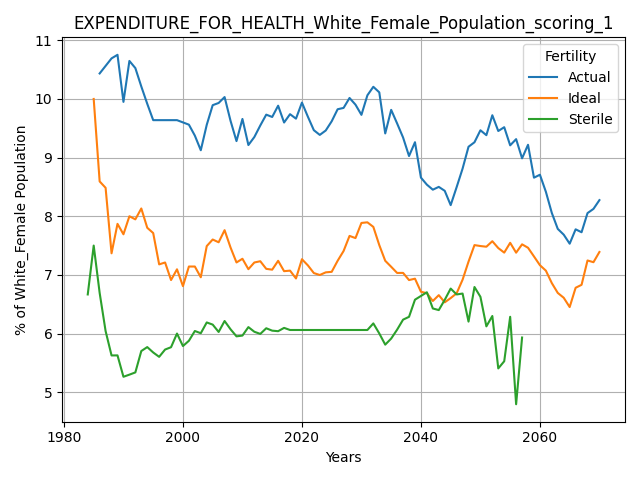 EXPENDITURE_FOR_HEALTH_White_Female_Population_scoring_1
Fertility
Actual
Ideal
Sterile
% of White_Female Population
11
10
9
8
7
6
5
1980
2000
2020
2040
2060
Years